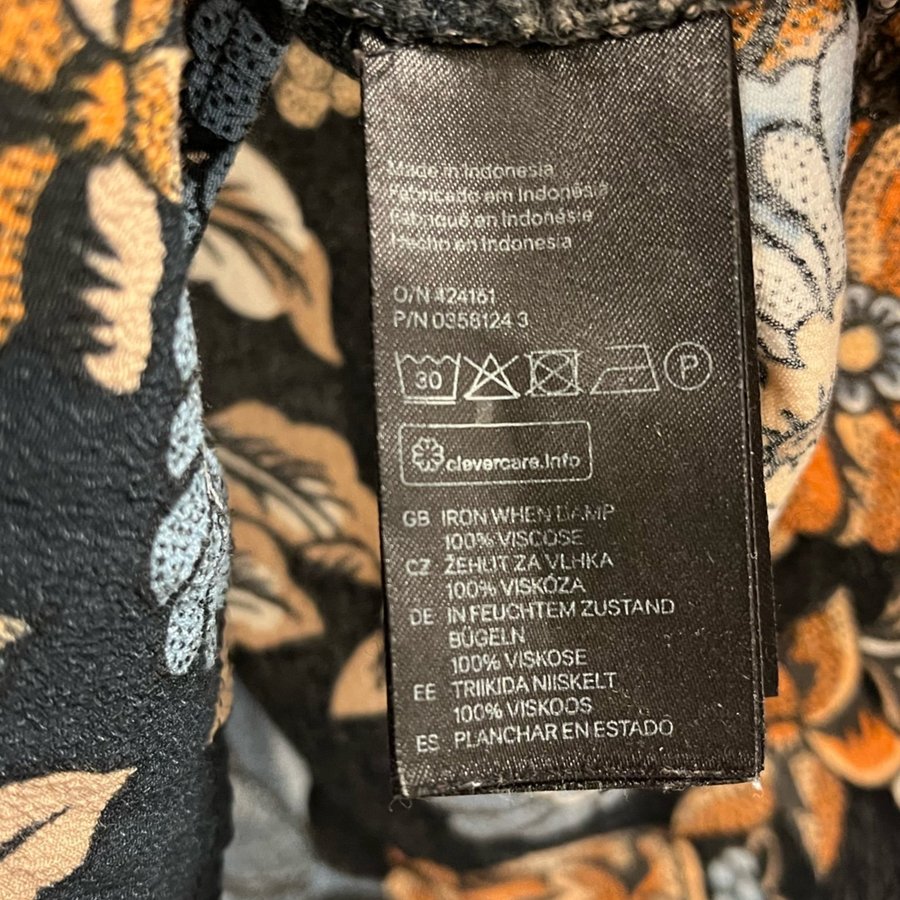 Made in Indonesia
Fabricado em Indonésia
Fabriqué en Indonésie
Hecho en Indonesia
O/N 424161
P/N 0358124 3
30 P
clevercare.info
GB IRON WHEN DAMP
100% VISCOSE
CZ ŽEHLIT ZA VLHKA
100% VISKÓZA
DE IN FEUCHTEM ZUSTAND
BÜGELN
100% VISKOSE
EE TRIIKIDA NIISKELT
100% VISKOOS
ES PLANCHAR EN ESTADO